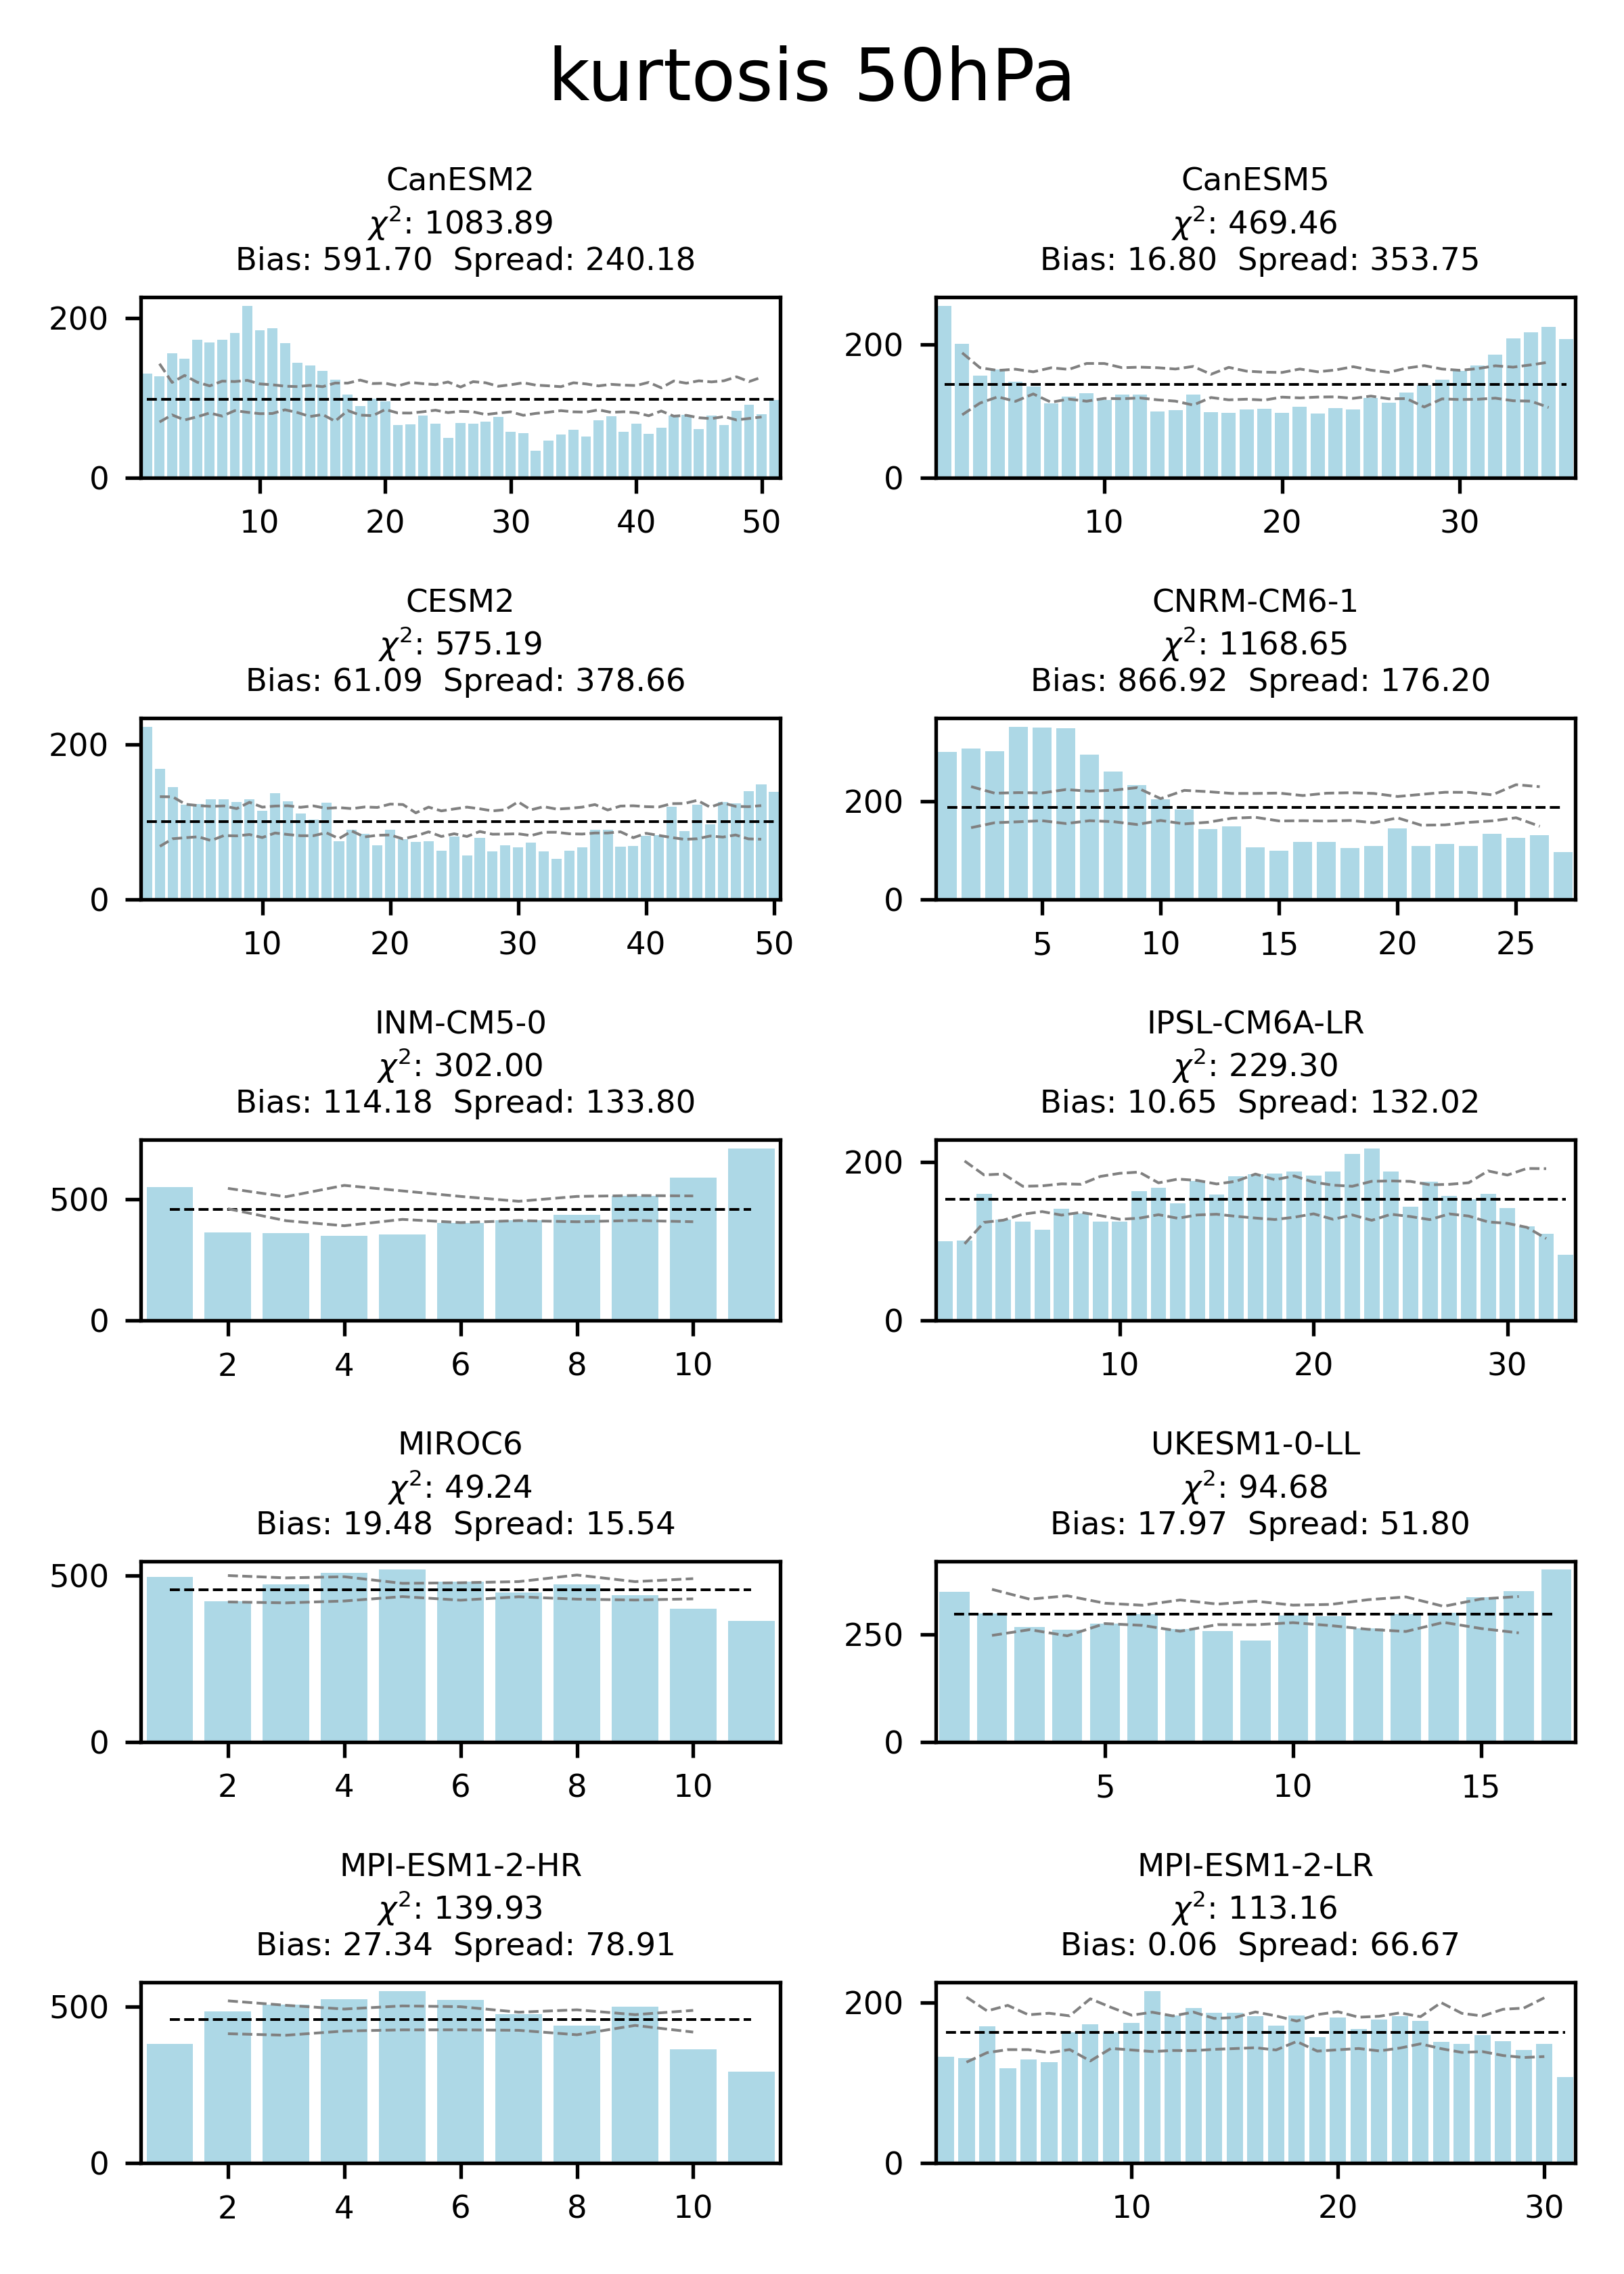 kurtosis 50hPa
CanESM2
χ²: 1083.89
Bias: 591.70  Spread: 240.18
200
0
10 20 30 40 50
CanESM5
χ²: 469.46
Bias: 16.80  Spread: 353.75
200
0
10 20 30
CESM2
χ²: 575.19
Bias: 61.09  Spread: 378.66
200
0
10 20 30 40 50
CNRM-CM6-1
χ²: 1168.65
Bias: 866.92  Spread: 176.20
200
0
5 10 15 20 25
INM-CM5-0
χ²: 302.00
Bias: 114.18  Spread: 133.80
500
0
2 4 6 8 10
IPSL-CM6A-LR
χ²: 229.30
Bias: 10.65  Spread: 132.02
200
0
10 20 30
MIROC6
χ²: 49.24
Bias: 19.48  Spread: 15.54
500
0
2 4 6 8 10
UKESM1-0-LL
χ²: 94.68
Bias: 17.97  Spread: 51.80
250
0
5 10 15
MPI-ESM1-2-HR
χ²: 139.93
Bias: 27.34  Spread: 78.91
500
0
2 4 6 8 10
MPI-ESM1-2-LR
χ²: 113.16
Bias: 0.06  Spread: 66.67
200
0
10 20 30